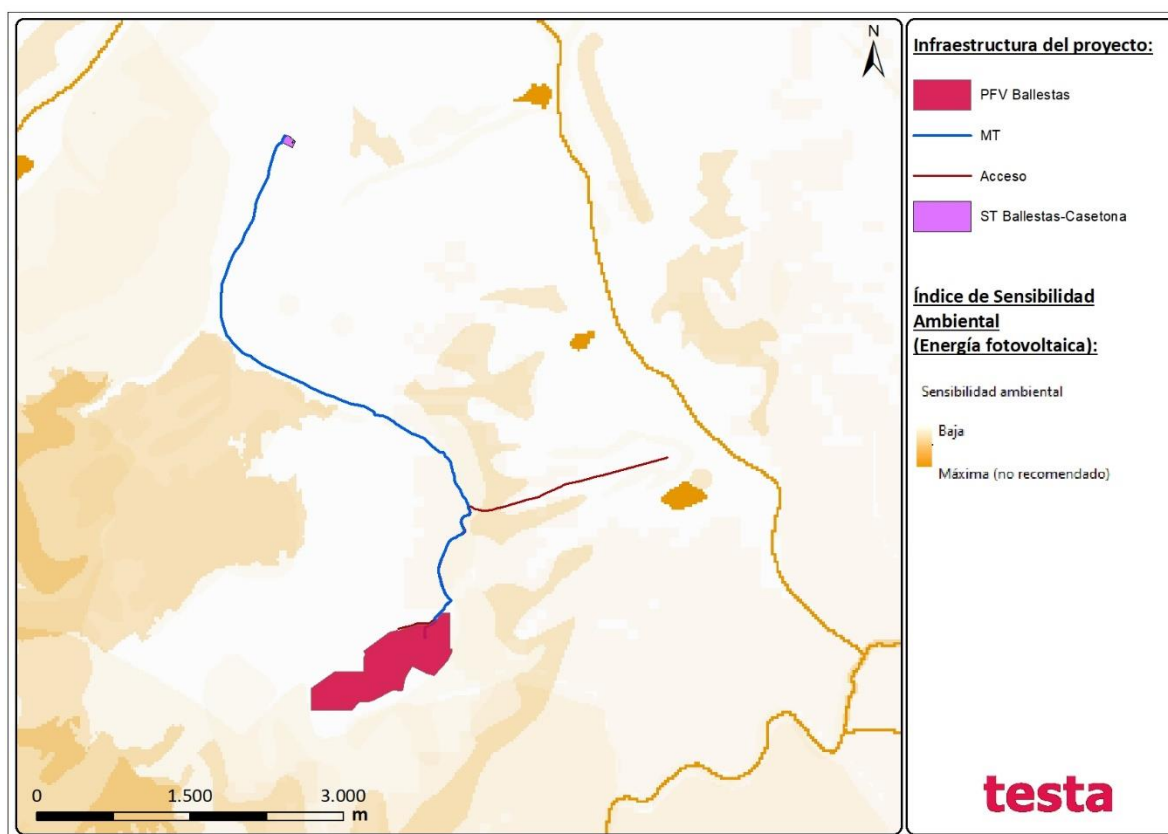 N
0
1.500
3.000
m
Infraestructura del proyecto:
PFV Ballestas
MT
Acceso
ST Ballestas-Casetona
Índice de Sensibilidad
Ambiental
(Energía fotovoltaica):
Sensibilidad ambiental
Baja
Máxima (no recomendado)
testa